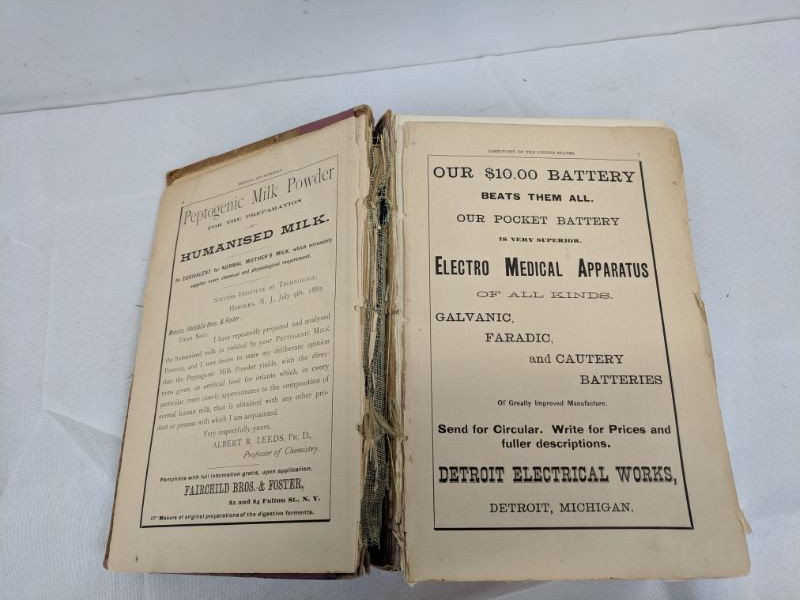 MEDICAL AND SURGICAL
Peptogenic Milk Powder
FOR THE PREPARATION
OF
HUMANISED MILK.
An EQUIVALENT for NORMAL MOTHER'S MILK, which accurately
supplies every chemical and physiological requirement.
STEVENS INSTITUTE OF TECHNOLOGY,
HOBOKEN, N. J., July 9th, 1885.
Messrs. Fairchild Bros. & Foster:
DEAR SIRS: I have repeatedly prepared and analysed
the humanised milk as yielded by your PEPTOGENIC MILK
POWDER, and I now desire to state my deliberate opinion
that the Peptogenic Milk Powder yields, with the direc-
tions given, an artificial food for infants which, in every
particular, more closely approximates to the composition of
normal human milk, than is obtained with any other pro-
duct or process with which I am acquainted.
Very respectfully yours,
ALBERT R. LEEDS, PH. D.,
Professor of Chemistry.
Pamphlets with full information gratis, upon application.
FAIRCHILD BROS. & FOSTER,
82 and 84 Fulton St., N. Y.
Makers of original preparations of the digestive ferments.
DIRECTORY OF THE UNITED STATES. 7
OUR $10.00 BATTERY
BEATS THEM ALL.
OUR POCKET BATTERY
IS VERY SUPERIOR.
ELECTRO MEDICAL APPARATUS
OF ALL KINDS.
GALVANIC,
FARADIC,
and CAUTERY
BATTERIES
Of Greatly Improved Manufacture.
Send for Circular. Write for Prices and
fuller descriptions.
DETROIT ELECTRICAL WORKS,
DETROIT, MICHIGAN.